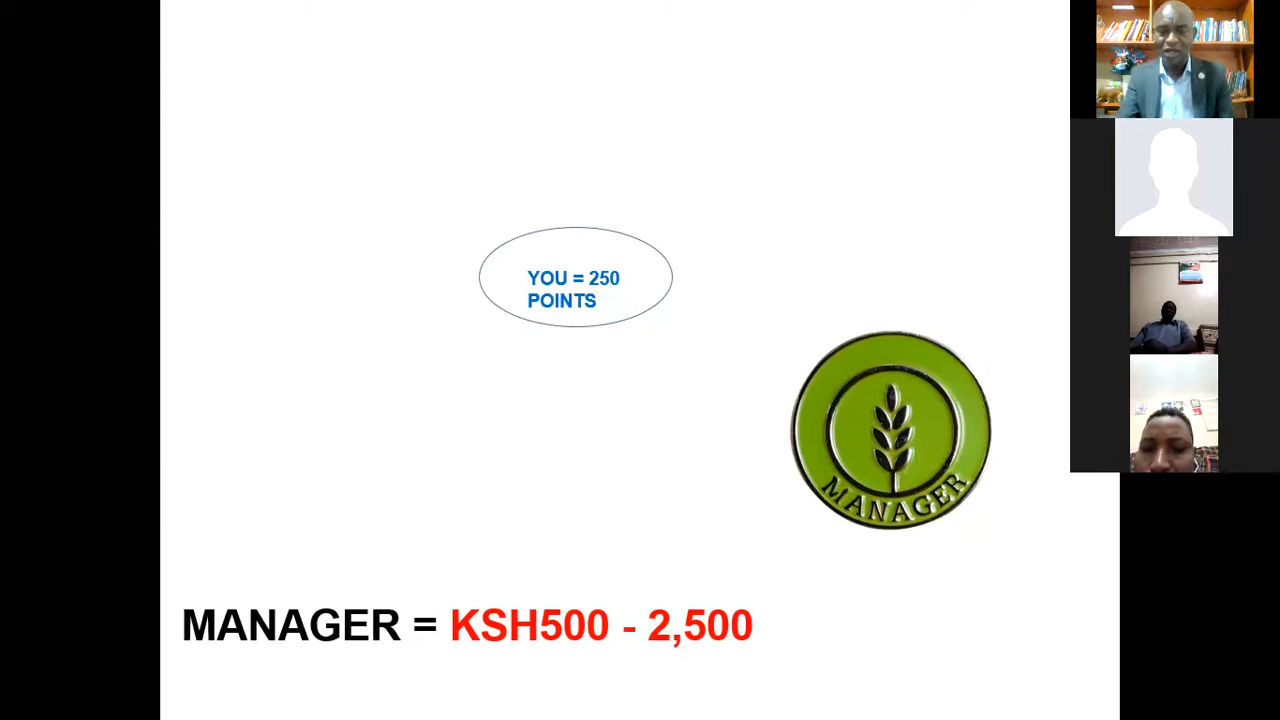 YOU = 250
POINTS
MANAGER
MANAGER = KSH500 - 2,500